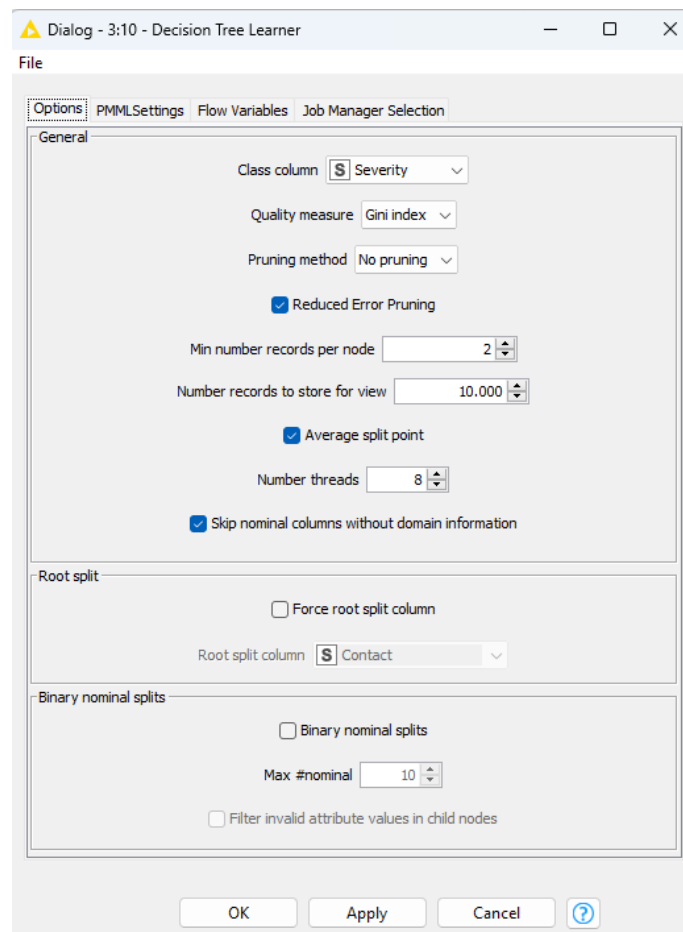 Dialog - 3:10 - Decision Tree Learner
File
Options PMMLSettings Flow Variables Job Manager Selection
General
Class column S Severity
Quality measure Gini index
Pruning method No pruning
Reduced Error Pruning
Min number records per node 2
Number records to store for view 10.000
Average split point
Number threads 8
Skip nominal columns without domain information
Root split
Force root split column
Root split column S Contact
Binary nominal splits
Binary nominal splits
Max #nominal 10
Filter invalid attribute values in child nodes
OK Apply Cancel ?